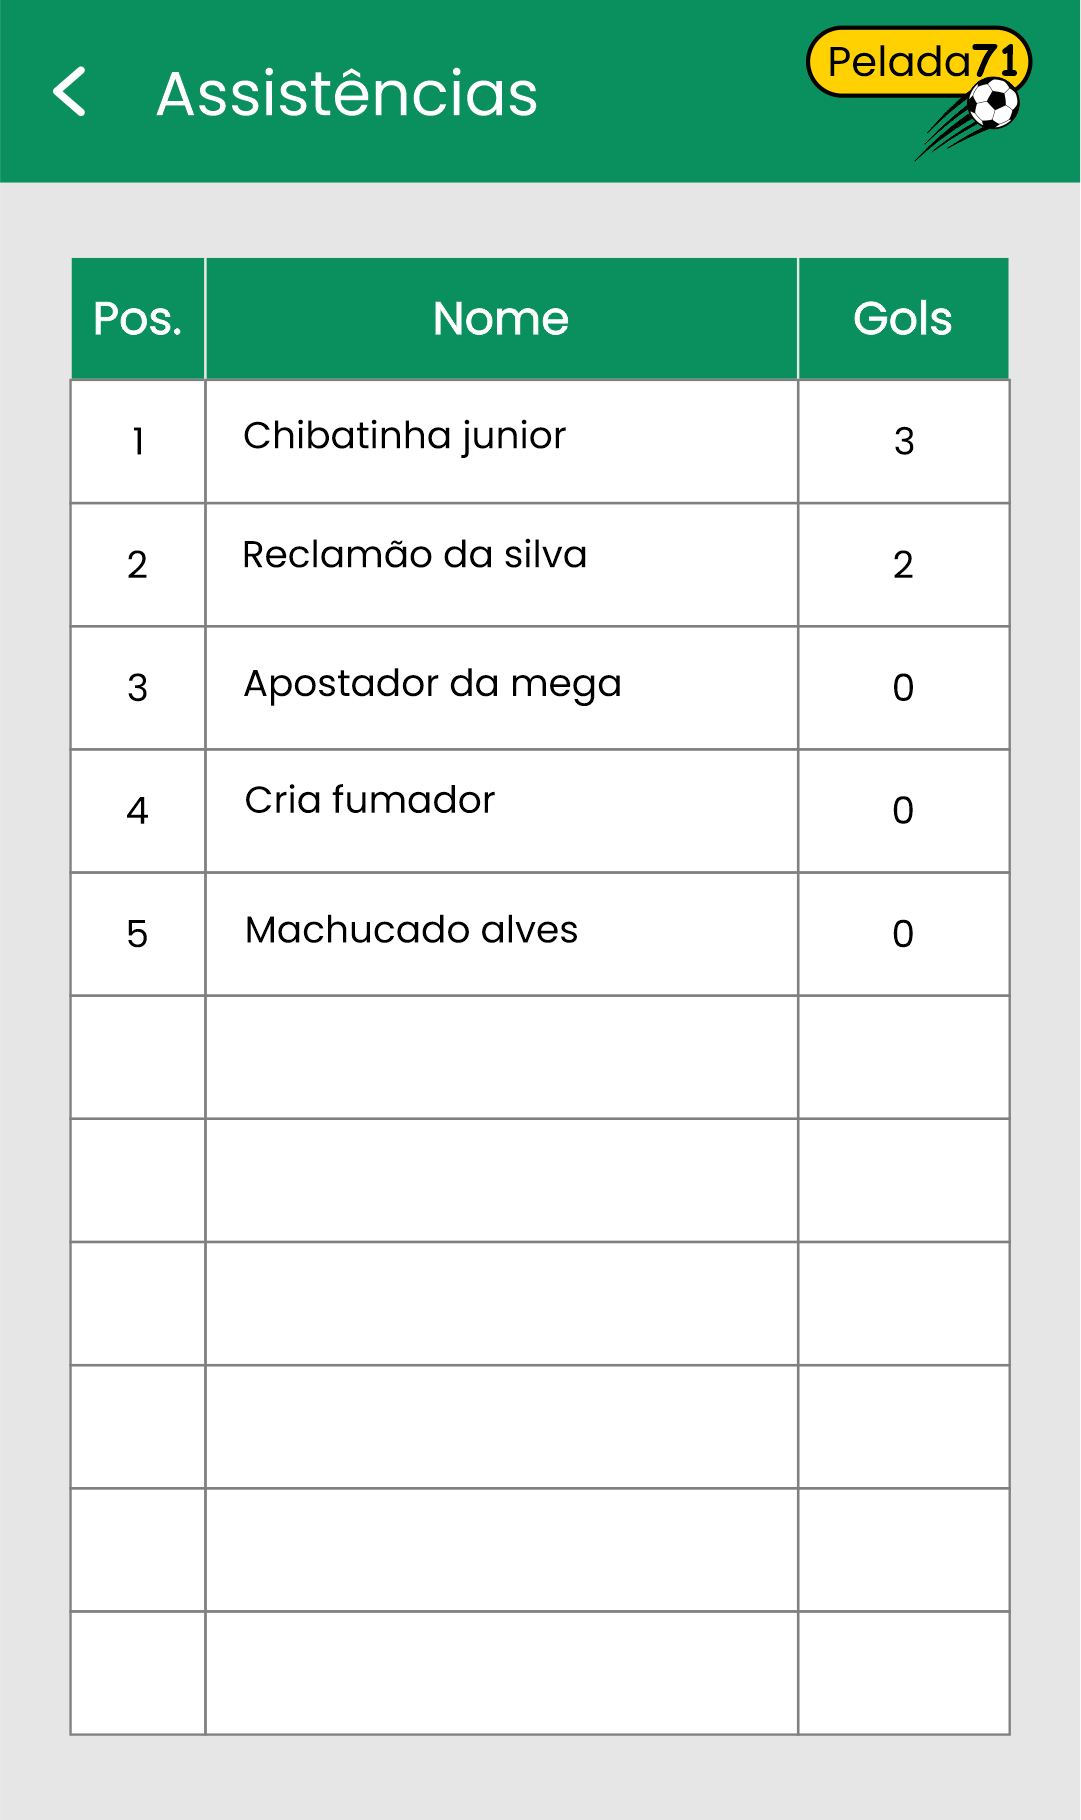 Assistências
Pelada71
Pos. Nome Gols
1 Chibatinha junior 3
2 Reclamão da silva 2
3 Apostador da mega 0
4 Cria fumador 0
5 Machucado alves 0